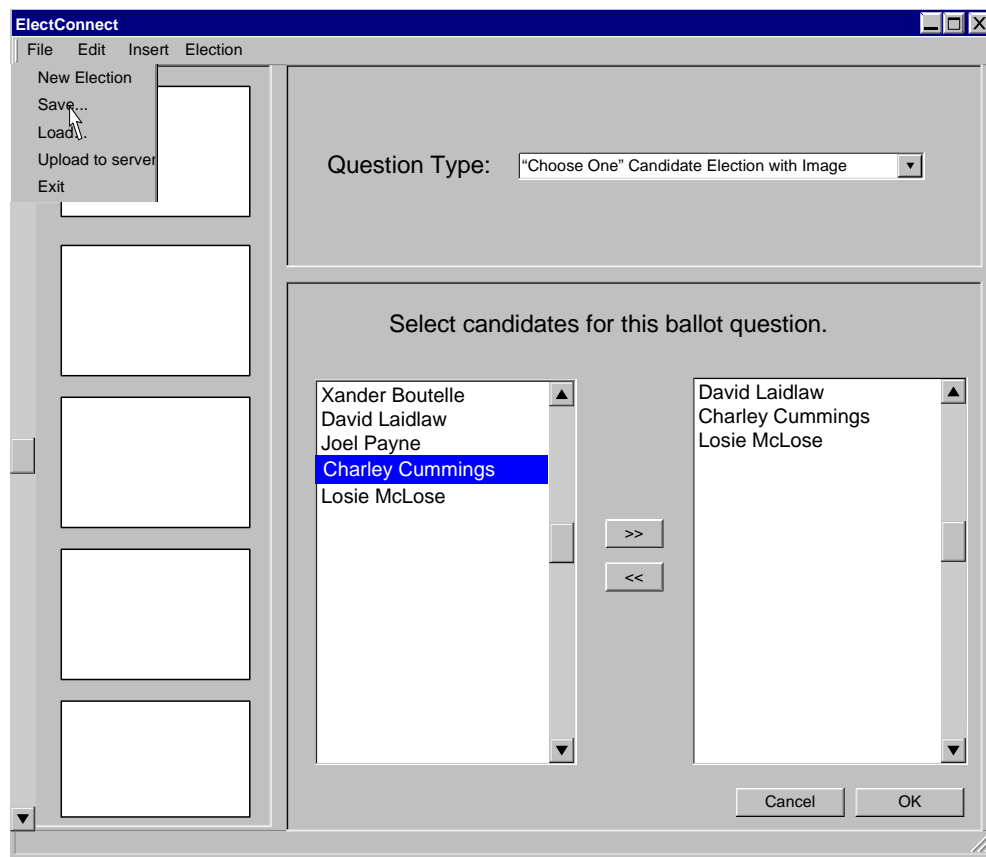 ElectConnect
File Edit Insert Election
New Election
Save...
Load...
Upload to server
Exit
Question Type: “Choose One” Candidate Election with Image
Select candidates for this ballot question.
Xander Boutelle
David Laidlaw
Joel Payne
Charley Cummings
Losie McLose
>>
<<
David Laidlaw
Charley Cummings
Losie McLose
Cancel OK